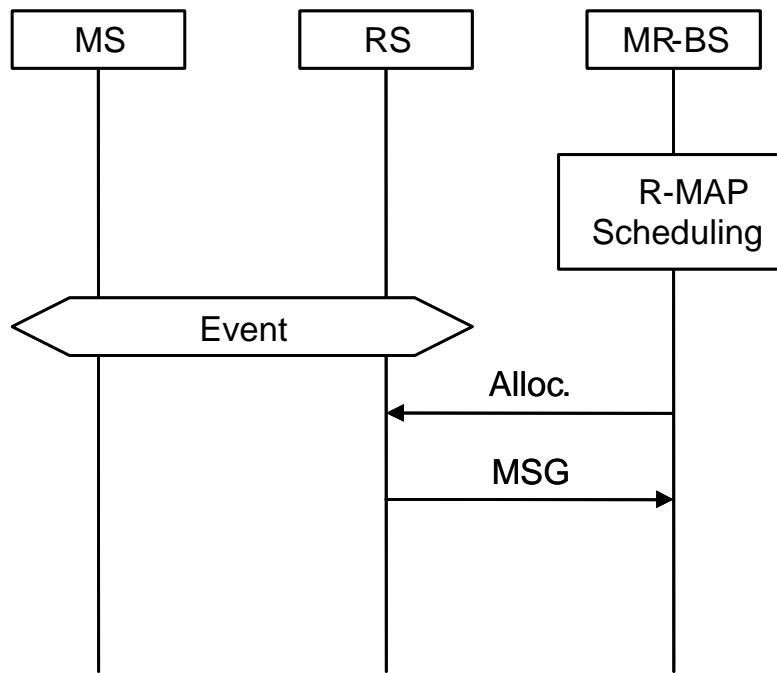 MS
RS
MR-BS
R-MAP
Scheduling
Event
Alloc.
MSG